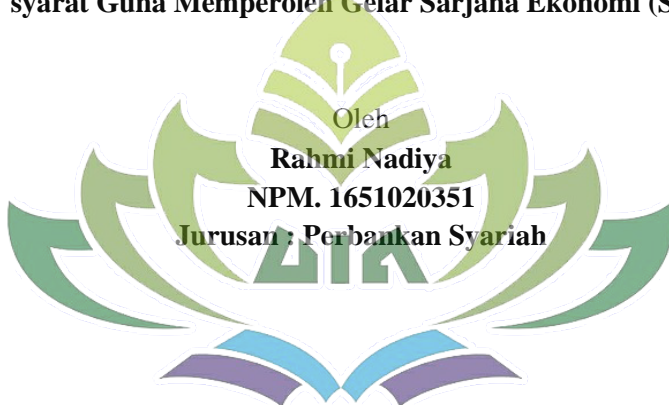 syarat Guna Memperoleh Gelar Sarjana Ekonomi (S
Oleh
Rahmi Nadiya
NPM. 1651020351
Jurusan : Perbankan Syariah